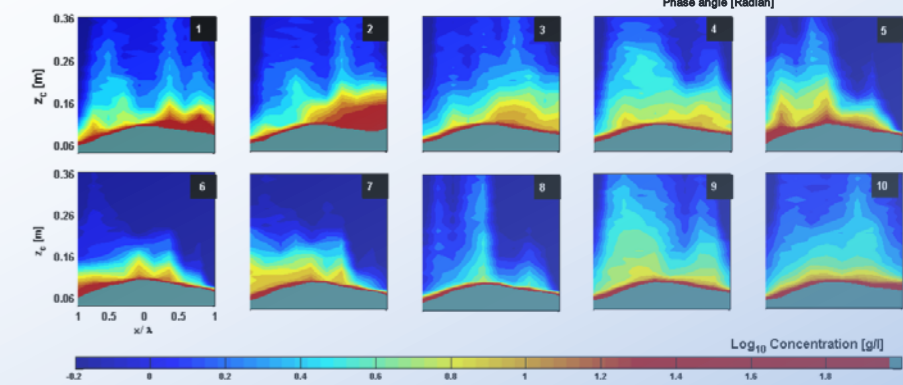 Phase angle [Radian]
0.36
0.26
0.16
0.06
z_c [m]
1
2
3
4
5
0.36
0.26
0.16
0.06
z_c [m]
6
7
8
9
10
1 0.5 0 0.5 1
x/ λ
Log₁₀ Concentration [g/l]
-0.2 0 0.2 0.4 0.6 0.8 1 1.2 1.4 1.6 1.8